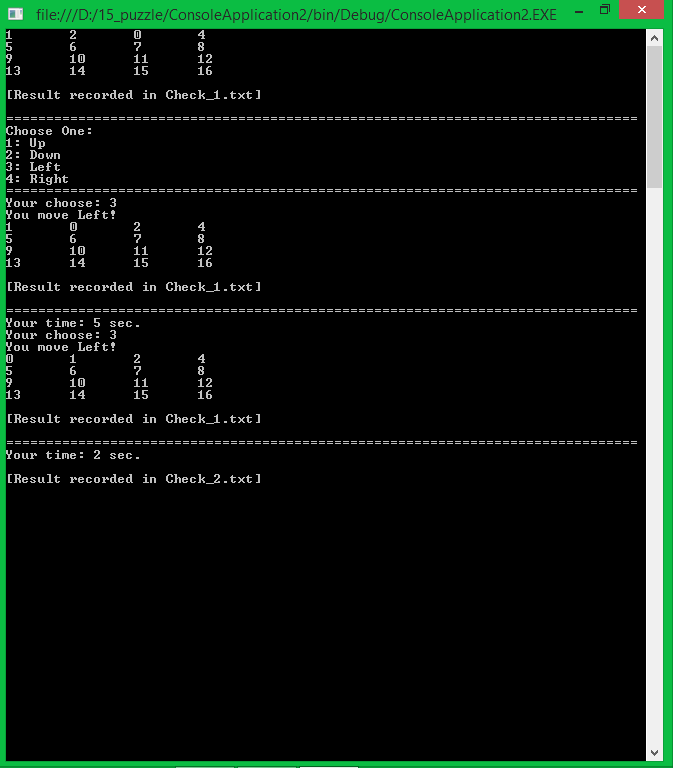 file:///D:/15_puzzle/ConsoleApplication2/bin/Debug/ConsoleApplication2.EXE
1 2 0 4
5 6 7 8
9 10 11 12
13 14 15 16
[Result recorded in Check_1.txt]
===============================================================================
Choose One:
1: Up
2: Down
3: Left
4: Right
===============================================================================
Your choose: 3
You move Left!
1 0 2 4
5 6 7 8
9 10 11 12
13 14 15 16
[Result recorded in Check_1.txt]
===============================================================================
Your time: 5 sec.
Your choose: 3
You move Left!
0 1 2 4
5 6 7 8
9 10 11 12
13 14 15 16
[Result recorded in Check_1.txt]
===============================================================================
Your time: 2 sec.
[Result recorded in Check_2.txt]